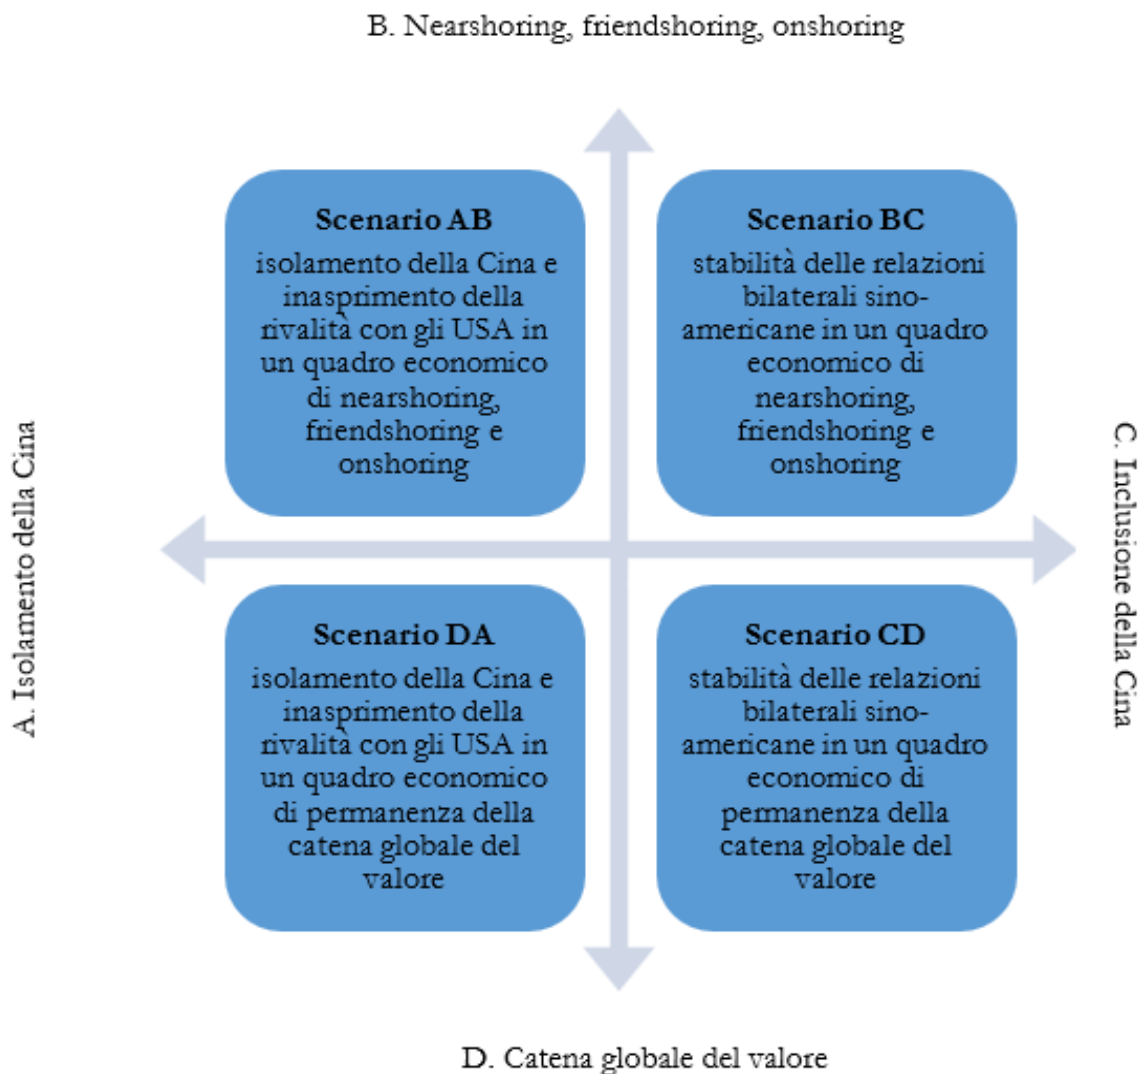 B. Nearshoring, friendshoring, onshoring
A. Isolamento della Cina
Scenario AB
isolamento della Cina e
inasprimento della
rivalità con gli USA in
un quadro economico
di nearshoring,
friendshoring e
onshoring
Scenario BC
stabilità delle relazioni
bilaterali sino-
americane in un quadro
economico di
nearshoring,
friendshoring e
onshoring
C. Inclusione della Cina
Scenario DA
isolamento della Cina e
inasprimento della
rivalità con gli USA in
un quadro economico
di permanenza della
catena globale del
valore
Scenario CD
stabilità delle relazioni
bilaterali sino-
americane in un quadro
economico di
permanenza della
catena globale del
valore
D. Catena globale del valore